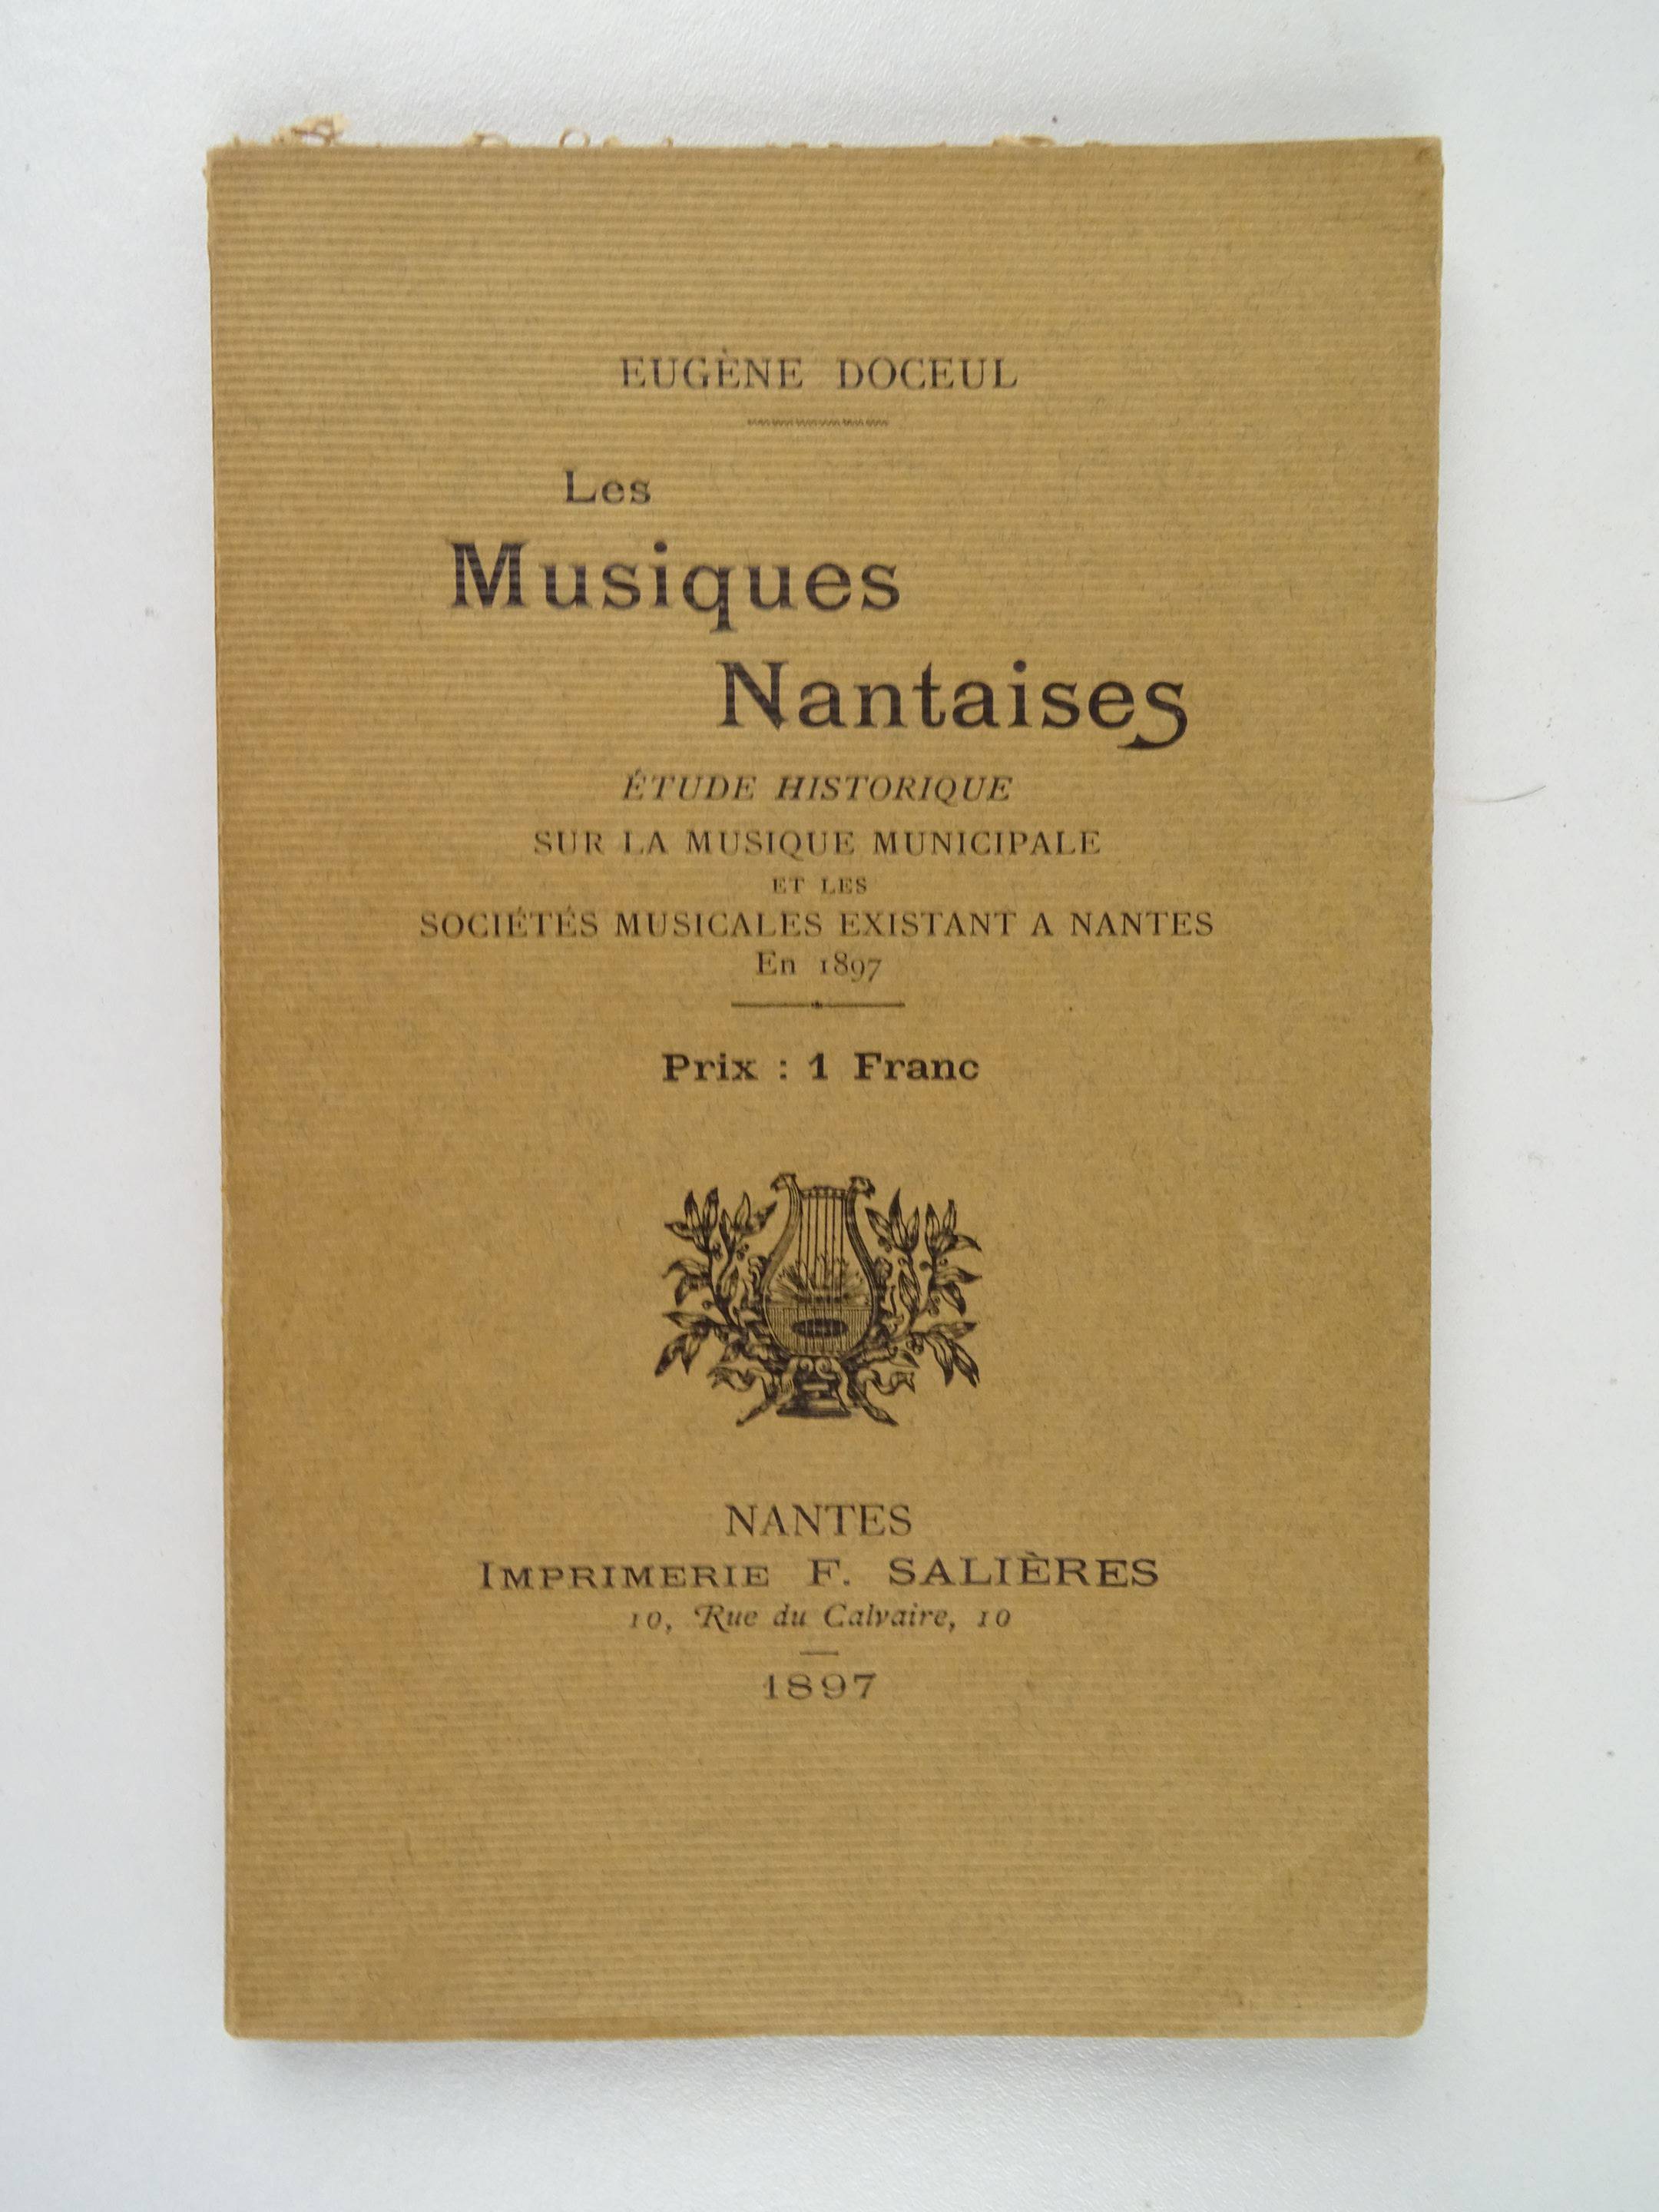 EUGÈNE DOCEUL
Les
Musiques
Nantaises
ÉTUDE HISTORIQUE
SUR LA MUSIQUE MUNICIPALE
ET LES
SOCIÉTÉS MUSICALES EXISTANT A NANTES
En 1897
Prix : 1 Franc
NANTES
IMPRIMERIE F. SALIÈRES
10, Rue du Calvaire, 10
1897